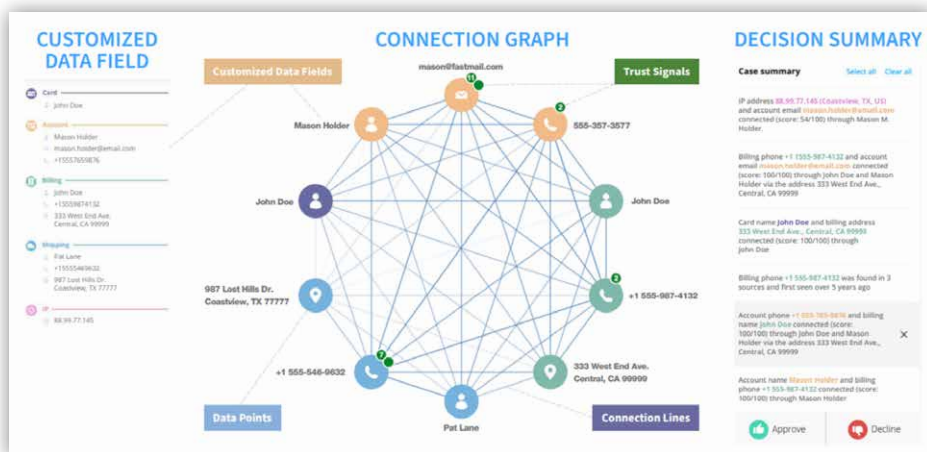 CUSTOMIZED
DATA FIELD
Card
John Doe
Account
Mason Holder
mason.holder@email.com
+15557659876
Billing
John Doe
+15559874132
333 West End Ave.
Central, CA 99999
Shipping
Pat Lane
+15555469632
987 Lost Hills Dr.
Coastview, TX 77777
IP
88.99.77.145
CONNECTION GRAPH
Customized Data Fields
Trust Signals
mason@fastmail.com
11
Mason Holder
2
555-357-3577
John Doe
John Doe
987 Lost Hills Dr.
Coastview, TX 77777
2
+1 555-987-4132
7
+1 555-546-9632
333 West End Ave.
Central, CA 99999
Pat Lane
Data Points
Connection Lines
DECISION SUMMARY
Case summary
Select all
Clear all
IP address 88.99.77.145 (Coastview, TX, US)
and account email mason.holder@email.com
connected (score: 54/100) through Mason M.
Holder.
Billing phone +1 1555-987-4132 and account
email mason.holder@email.com connected
(score: 100/100) through John Doe and Mason
Holder via the address 333 West End Ave.,
Central, CA 99999
Card name John Doe and billing address
333 West End Ave., Central, CA 99999
connected (score: 100/100) through
John Doe
Billing phone +1 555-987-4132 was found in 3
sources and first seen over 5 years ago
Account phone +1 555-765-9876 and billing
name John Doe connected (score:
100/100) through John Doe and Mason
Holder via the address 333 West End Ave.,
Central, CA 99999
Account name Mason Holder and billing
phone +1 555-987-4132 connected (score:
100/100) through Mason Holder
Approve
Decline